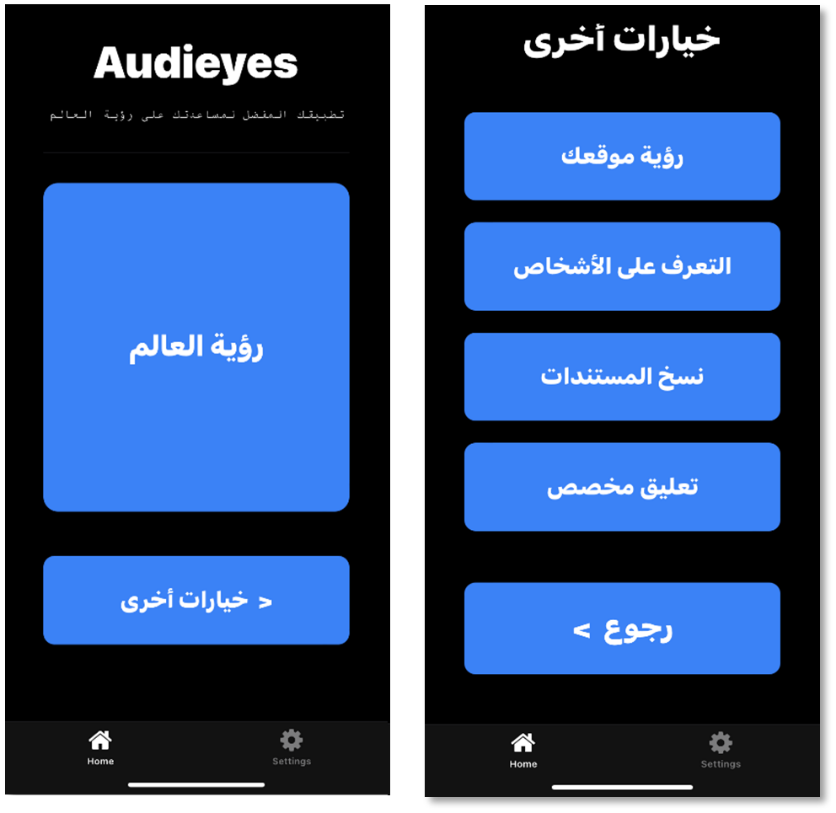 Audieyes
تطبيقك المفضل لمساعدتك على رؤية العالم
رؤية العالم
خيارات أخرى >
Home
Settings
خيارات أخرى
رؤية موقعك
التعرف على الأشخاص
نسخ المستندات
تعليق مخصص
رجوع <
Home
Settings